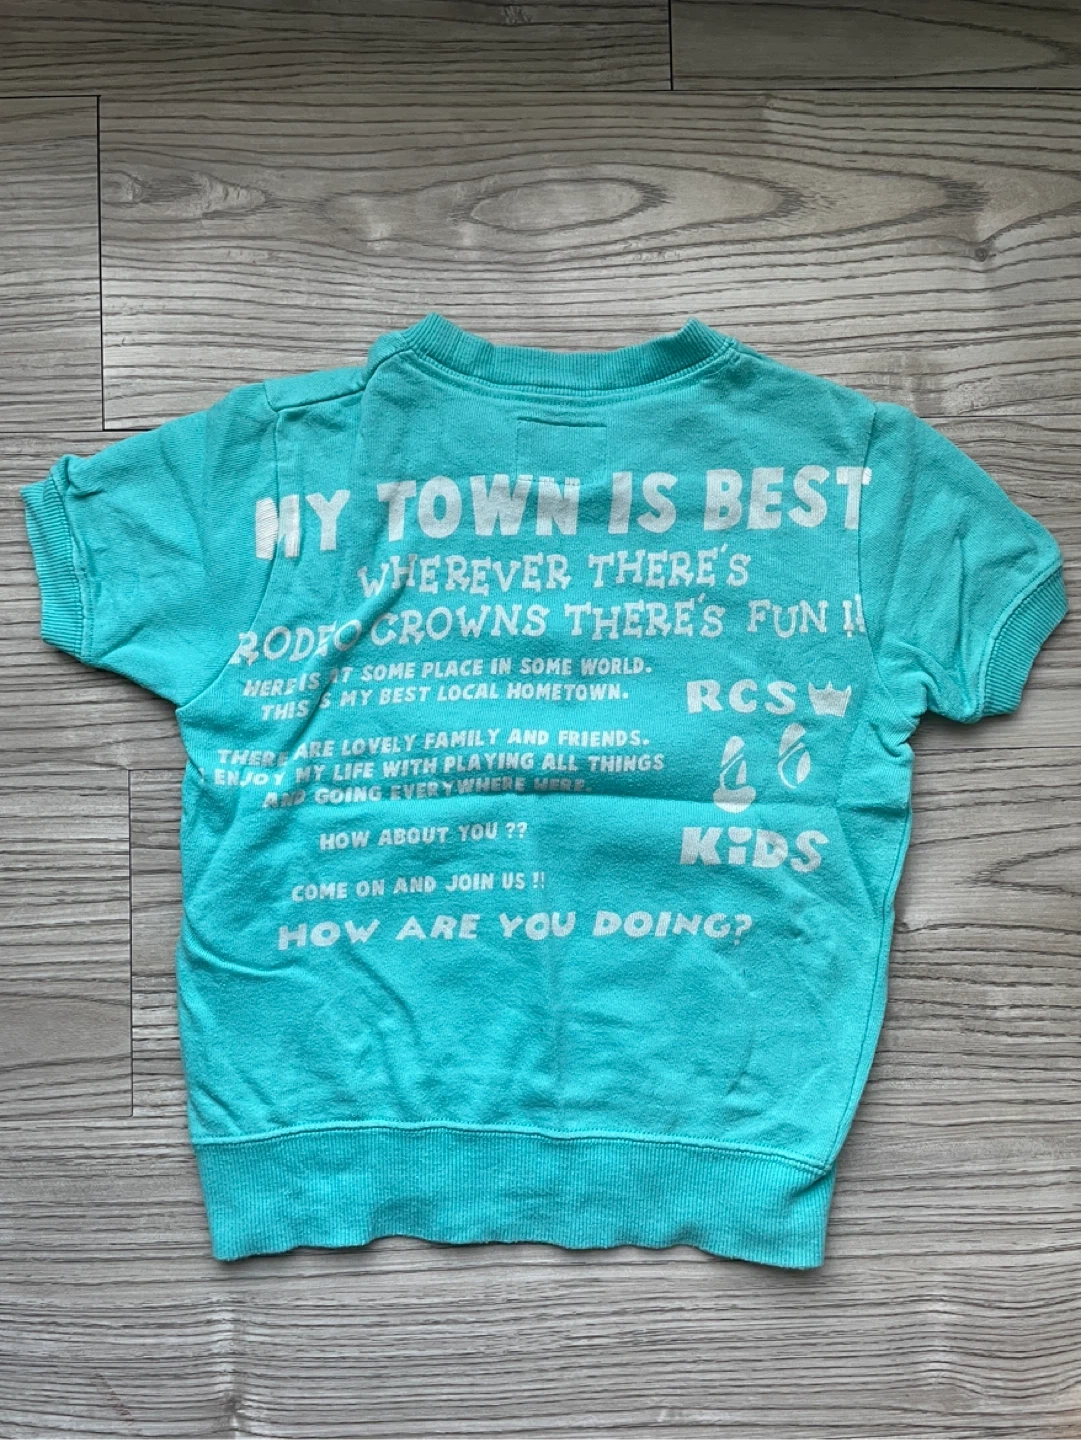 MY TOWN IS BEST
WHEREVER THERE'S
RODEO CROWNS THERE'S FUN !!
HERE IS AT SOME PLACE IN SOME WORLD.
THIS IS MY BEST LOCAL HOMETOWN.
RCS
THERE ARE LOVELY FAMILY AND FRIENDS.
I ENJOY MY LIFE WITH PLAYING ALL THINGS
AND GOING EVERYWHERE HERE.
KiDS
HOW ABOUT YOU ??
COME ON AND JOIN US !!
HOW ARE YOU DOING?